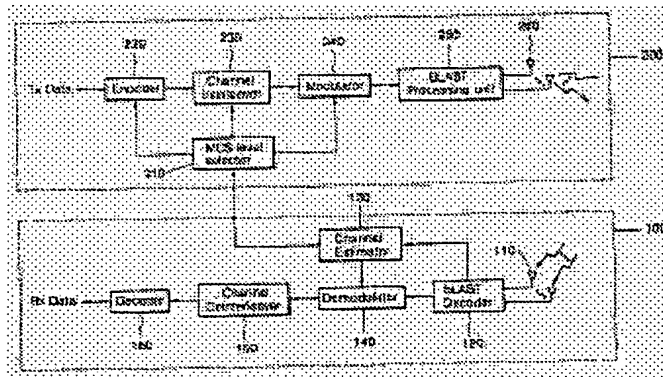 220
230
240
250
260
200
Tx Data
Encoder
Channel
Interleaver
Modulator
BLAST
Processing unit
MCS level
selector
210
130
100
Channel
Estimator
110
Rx Data
Decoder
Channel
Deinterleaver
Demodulator
BLAST
Decoder
160
150
140
120